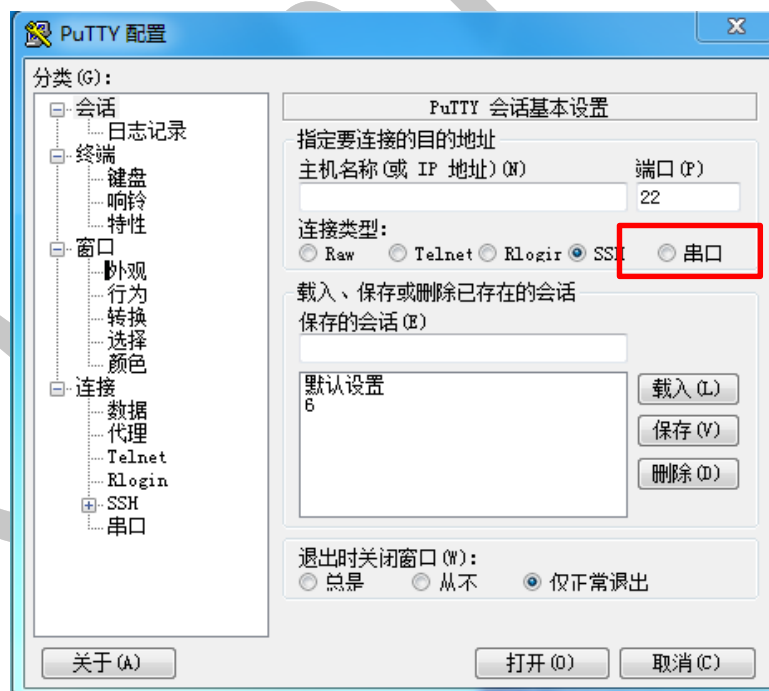 PuTTY 配置
分类(G):
会话
日志记录
终端
键盘
响铃
特性
窗口
外观
行为
转换
选择
颜色
连接
数据
代理
Telnet
Rlogin
SSH
串口
PuTTY 会话基本设置
指定要连接的目的地址
主机名称(或 IP 地址)(N) 端口(P)
22
连接类型:
Raw Telnet Rlogir SSH 串口
载入、保存或删除已存在的会话
保存的会话(E)
默认设置
6
载入(L)
保存(V)
删除(D)
退出时关闭窗口(W):
总是 从不 仅正常退出
关于(A) 打开(O) 取消(C)